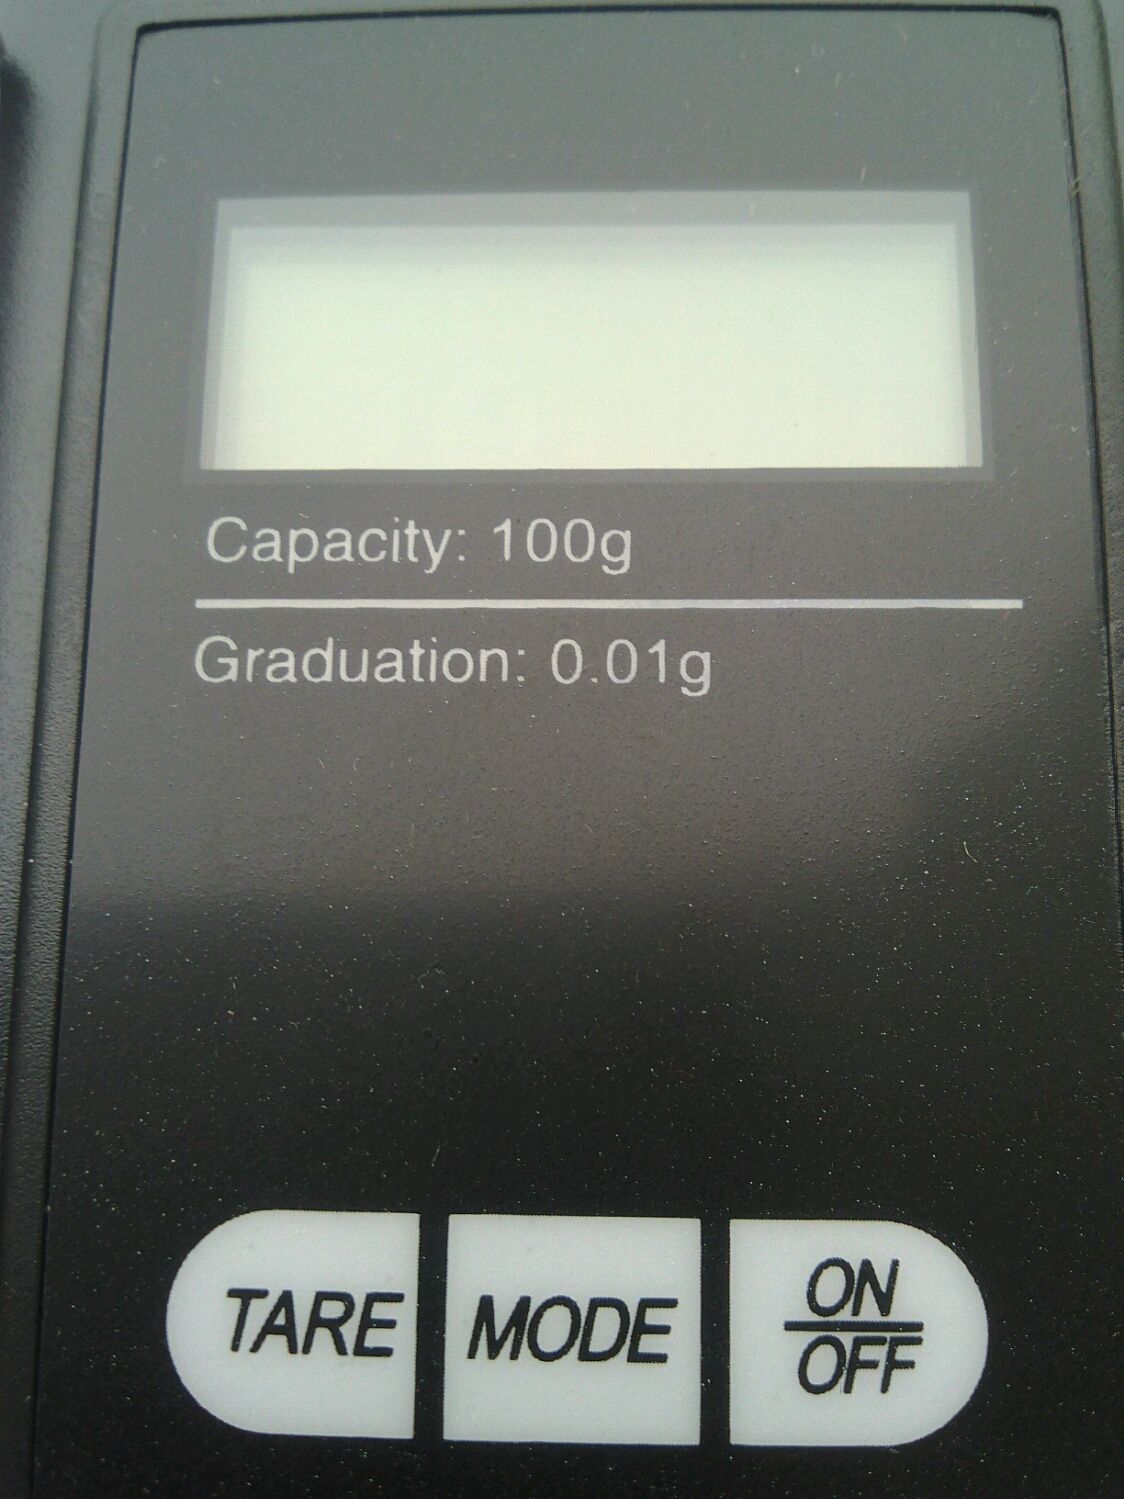 Capacity: 100g
Graduation: 0.01g
TARE
MODE
ON
OFF